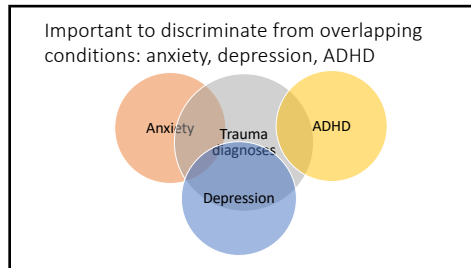 Important to discriminate from overlapping
conditions: anxiety, depression, ADHD
Anxiety
Trauma
diagnoses
ADHD
Depression